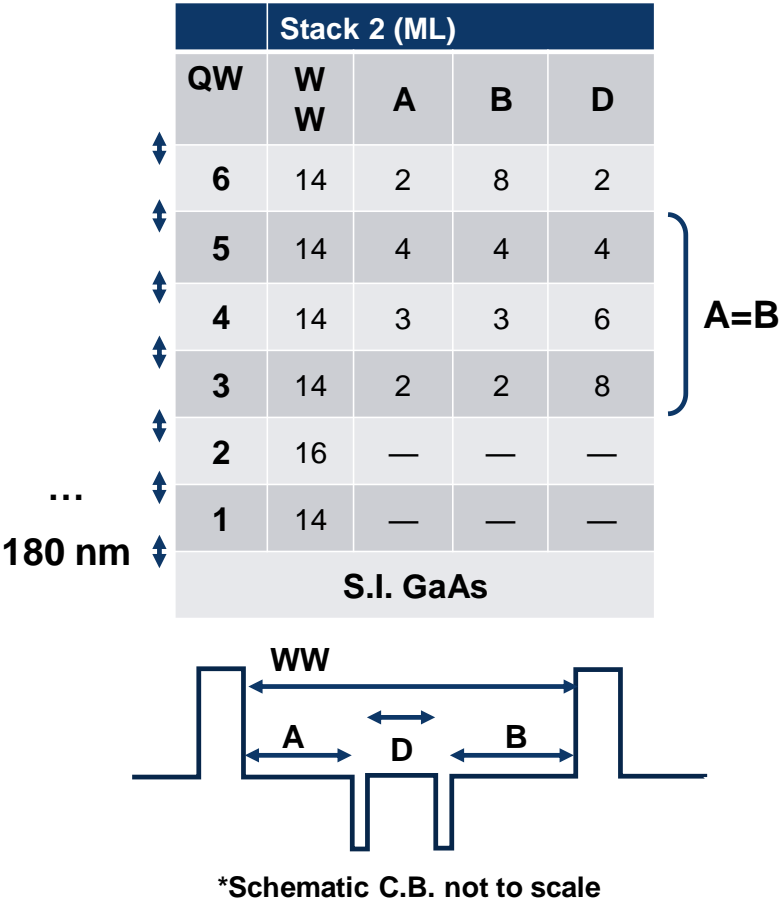 Stack 2 (ML)
QW W W A B D
6 14 2 8 2
5 14 4 4 4
4 14 3 3 6
3 14 2 2 8
2 16 — — —
1 14 — — —
S.I. GaAs
A=B
…
180 nm
WW
A D B
*Schematic C.B. not to scale